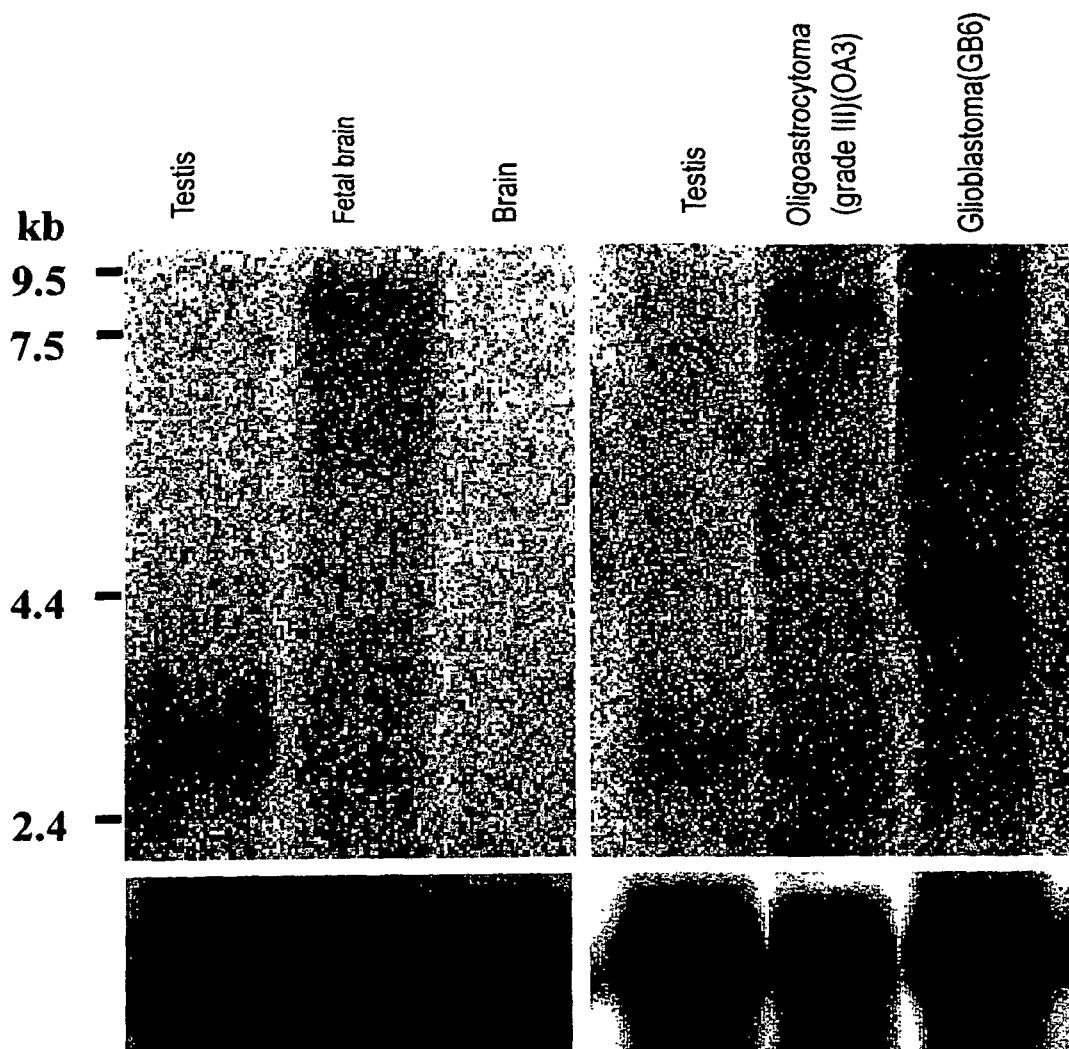 Testis
Fetal brain
Brain
Testis
Oligoastrocytoma
(grade III)(OA3)
Glioblastoma(GB6)
kb
9.5
7.5
4.4
2.4